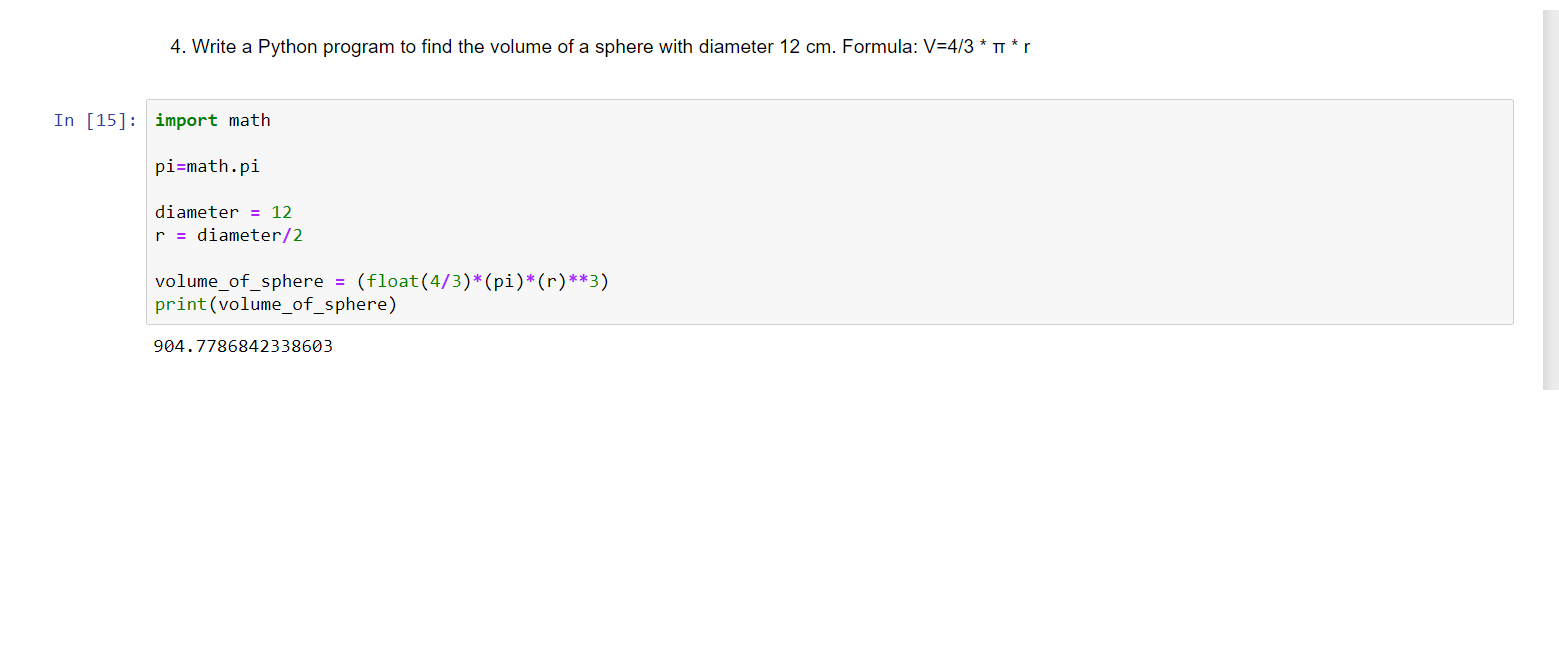 4. Write a Python program to find the volume of a sphere with diameter 12 cm. Formula: V=4/3 * π * r
In [15]:
import math
pi=math.pi
diameter = 12
r = diameter/2
volume_of_sphere = (float(4/3)*(pi)*(r)**3)
print(volume_of_sphere)
904.7786842338603